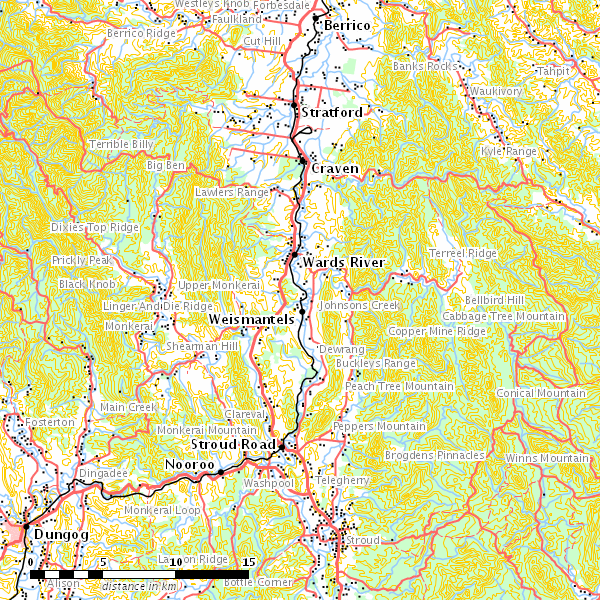 Westleys Knob
Forbesdale
Faulkland
Berrico
Berrico Ridge
Cut Hill
Banks Rocks
Tahpit
Waukivory
Stratford
Terrible Billy
Kyle Range
Big Ben
Craven
Lawlers Range
Dixies Top Ridge
Terreel Ridge
Prickly Peak
Wards River
Black Knob
Upper Monkerai
Bellbird Hill
Linger AndiDie Ridge
Johnsons Creek
Cabbage Tree Mountain
Weismantels
Monkerai
Copper Mine Ridge
Shearman Hill
Dewrang
Buckleys Range
Peach Tree Mountain
Conical Mountain
Main Creek
Clareval
Fosterton
Monkerai Mountain
Peppers Mountain
Stroud Road
Brogdens Pinnacles
Winns Mountain
Nooroo
Dingadee
Washpool
Telegherry
Monkerai Loop
Dungog
Stroud
0 5 10 15
distance in km
Alison
Bottle Corner